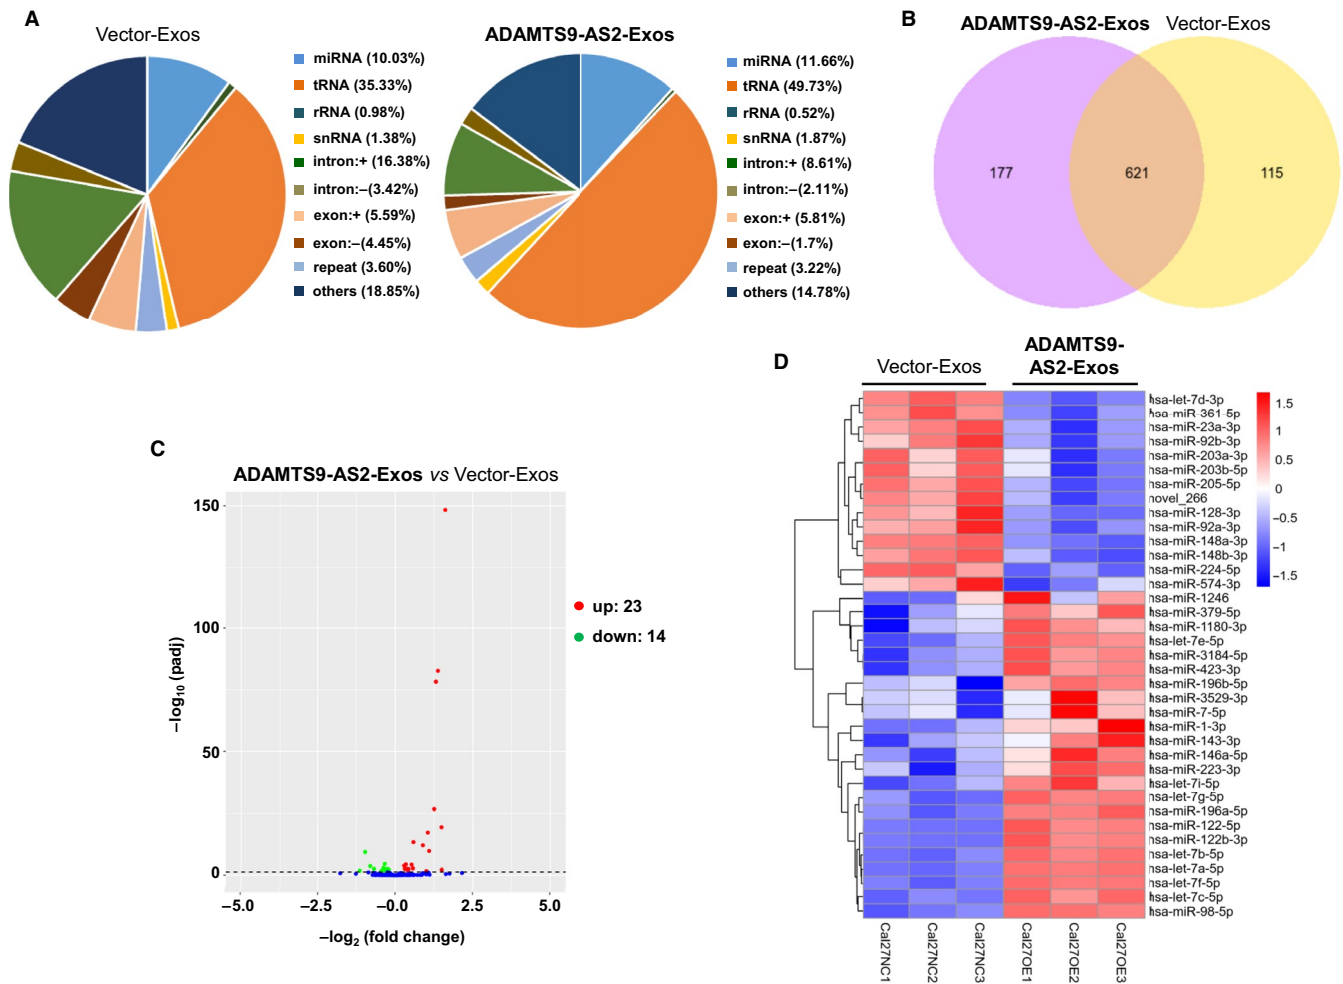 A
Vector-Exos
miRNA (10.03%)
tRNA (35.33%)
rRNA (0.98%)
snRNA (1.38%)
intron:+ (16.38%)
intron:–(3.42%)
exon:+ (5.59%)
exon:–(4.45%)
repeat (3.60%)
others (18.85%)
ADAMTS9-AS2-Exos
miRNA (11.66%)
tRNA (49.73%)
rRNA (0.52%)
snRNA (1.87%)
intron:+ (8.61%)
intron:–(2.11%)
exon:+ (5.81%)
exon:–(1.7%)
repeat (3.22%)
others (14.78%)
B
ADAMTS9-AS2-Exos Vector-Exos
177 621 115
C
ADAMTS9-AS2-Exos vs Vector-Exos
–log10 (padj)
150
100
50
0
–5.0 –2.5 –0.0 2.5 5.0
–log2 (fold change)
up: 23
down: 14
D
Vector-Exos
ADAMTS9-
AS2-Exos
hsa-let-7d-3p
hsa-miR-361-5p
hsa-miR-23a-3p
hsa-miR-92b-3p
hsa-miR-203a-3p
hsa-miR-203b-5p
hsa-miR-205-5p
novel_266
hsa-miR-128-3p
hsa-miR-92a-3p
hsa-miR-148a-3p
hsa-miR-148b-3p
hsa-miR-224-5p
hsa-miR-574-3p
hsa-miR-1246
hsa-miR-379-5p
hsa-miR-1180-3p
hsa-let-7e-5p
hsa-miR-3184-5p
hsa-miR-423-3p
hsa-miR-196b-5p
hsa-miR-3529-3p
hsa-miR-7-5p
hsa-miR-1-3p
hsa-miR-143-3p
hsa-miR-146a-5p
hsa-miR-223-3p
hsa-let-7i-5p
hsa-let-7g-5p
hsa-miR-196a-5p
hsa-miR-122-5p
hsa-miR-122b-3p
hsa-let-7b-5p
hsa-let-7a-5p
hsa-let-7f-5p
hsa-let-7c-5p
hsa-miR-98-5p
Cal27NC1
Cal27NC2
Cal27NC3
Cal27OE1
Cal27OE2
Cal27OE3
1.5
1
0.5
0
–0.5
–1
–1.5